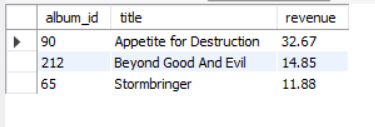 album_id title revenue
90 Appetite for Destruction 32.67
212 Beyond Good And Evil 14.85
65 Stormbringer 11.88